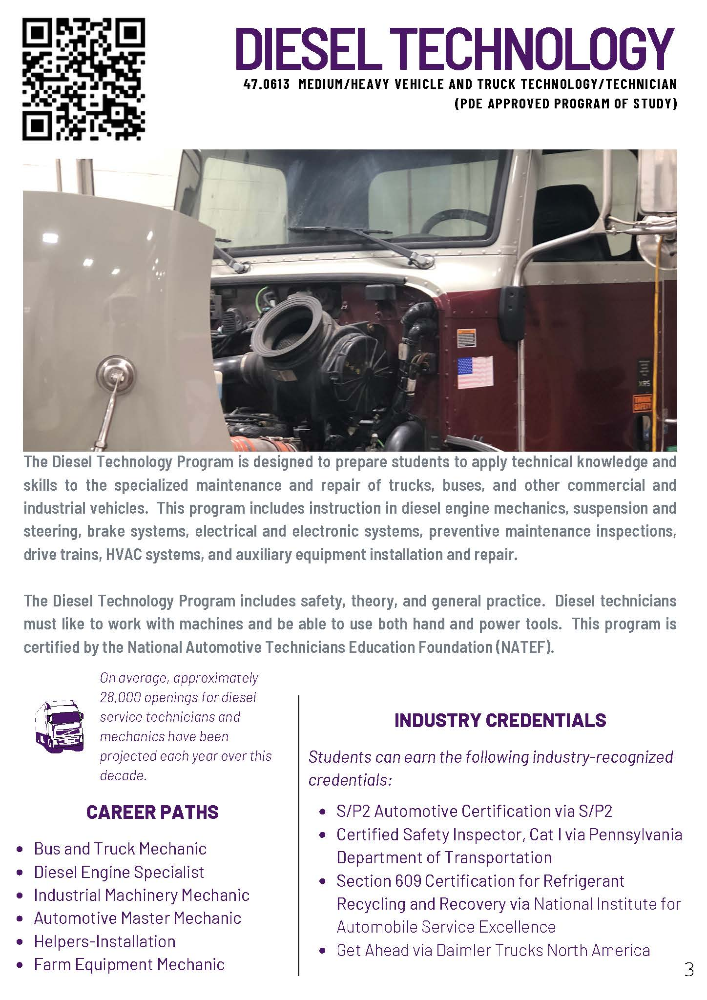 DIESEL TECHNOLOGY
47.0613 MEDIUM/HEAVY VEHICLE AND TRUCK TECHNOLOGY/TECHNICIAN
(PDE APPROVED PROGRAM OF STUDY)
XRS
THINK
SAFETY
The Diesel Technology Program is designed to prepare students to apply technical knowledge and
skills to the specialized maintenance and repair of trucks, buses, and other commercial and
industrial vehicles. This program includes instruction in diesel engine mechanics, suspension and
steering, brake systems, electrical and electronic systems, preventive maintenance inspections,
drive trains, HVAC systems, and auxiliary equipment installation and repair.
The Diesel Technology Program includes safety, theory, and general practice. Diesel technicians
must like to work with machines and be able to use both hand and power tools. This program is
certified by the National Automotive Technicians Education Foundation (NATEF).
On average, approximately
28,000 openings for diesel
service technicians and
mechanics have been
projected each year over this
decade.
CAREER PATHS
• Bus and Truck Mechanic
• Diesel Engine Specialist
• Industrial Machinery Mechanic
• Automotive Master Mechanic
• Helpers-Installation
• Farm Equipment Mechanic
INDUSTRY CREDENTIALS
Students can earn the following industry-recognized
credentials:
• S/P2 Automotive Certification via S/P2
• Certified Safety Inspector, Cat I via Pennsylvania
Department of Transportation
• Section 609 Certification for Refrigerant
Recycling and Recovery via National Institute for
Automobile Service Excellence
• Get Ahead via Daimler Trucks North America
3